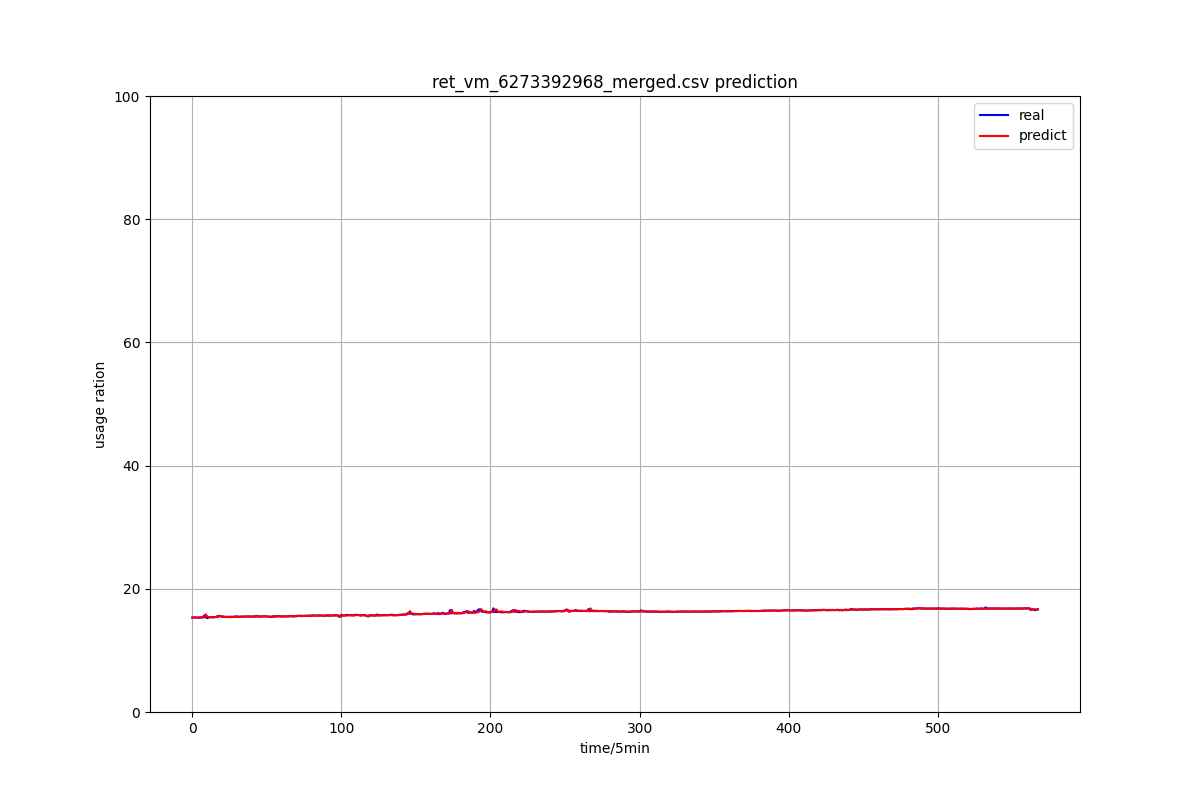 ret_vm_6273392968_merged.csv prediction
real
predict
100
80
60
40
20
0
usage ration
0 100 200 300 400 500
time/5min